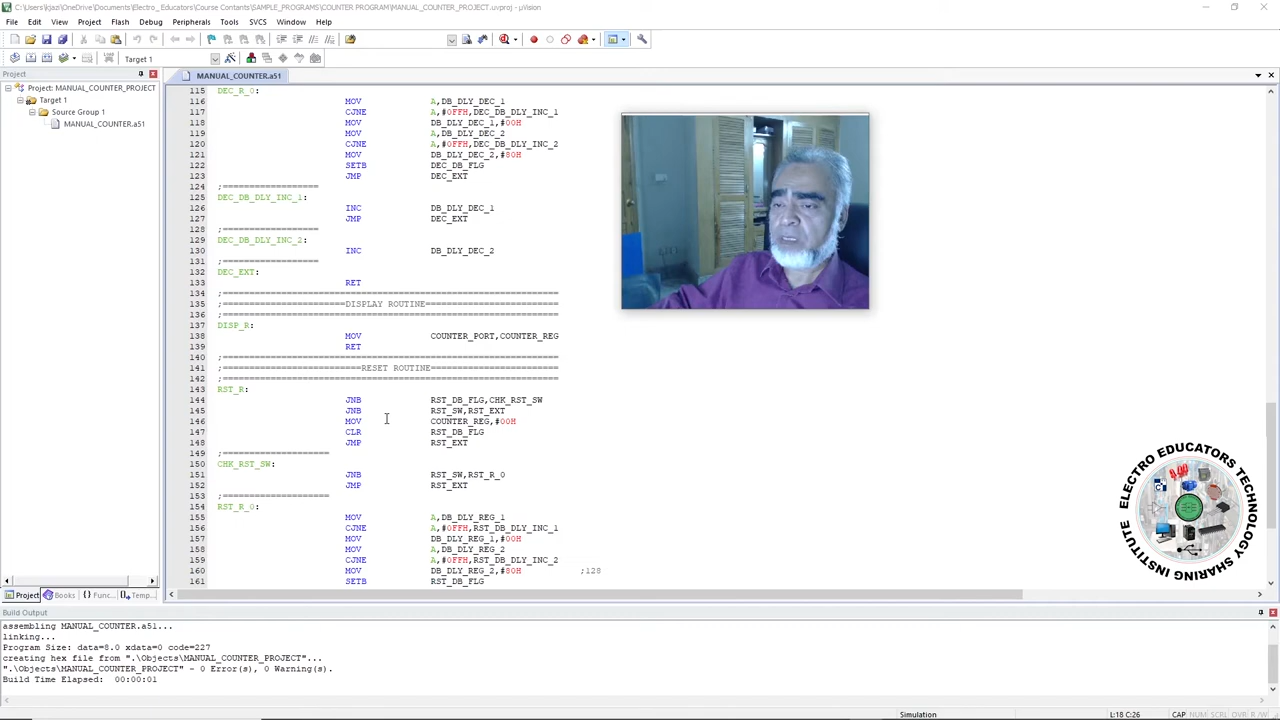 C:\Users\kjazi\OneDrive\Documents\Electro_Educators\Course Contants\SAMPLE_PROGRAMS\COUNTER PROGRAM\MANUAL_COUNTER_PROJECT.uvproj - µVision
File Edit View Project Flash Debug Peripherals Tools SVCS Window Help
Target 1
Project
MANUAL_COUNTER.a51
Project: MANUAL_COUNTER_PROJECT
Target 1
Source Group 1
MANUAL_COUNTER.a51
115 DEC_R_0:
116 MOV A,DB_DLY_DEC_1
117 CJNE A,#0FFH,DEC_DB_DLY_INC_1
118 MOV DB_DLY_DEC_1,#00H
119 MOV A,DB_DLY_DEC_2
120 CJNE A,#0FFH,DEC_DB_DLY_INC_2
121 MOV DB_DLY_DEC_2,#80H
122 SETB DEC_DB_FLG
123 JMP DEC_EXT
124 ;==================
125 DEC_DB_DLY_INC_1:
126 INC DB_DLY_DEC_1
127 JMP DEC_EXT
128 ;==================
129 DEC_DB_DLY_INC_2:
130 INC DB_DLY_DEC_2
131 ;==================
132 DEC_EXT:
133 RET
134 ;===============================================================
135 ;=======================DISPLAY ROUTINE=========================
136 ;===============================================================
137 DISP_R:
138 MOV COUNTER_PORT,COUNTER_REG
139 RET
140 ;===============================================================
141 ;==========================RESET ROUTINE========================
142 ;===============================================================
143 RST_R:
144 JNB RST_DB_FLG,CHK_RST_SW
145 JNB RST_SW,RST_EXT
146 MOV COUNTER_REG,#00H
147 CLR RST_DB_FLG
148 JMP RST_EXT
149 ;====================
150 CHK_RST_SW:
151 JNB RST_SW,RST_R_0
152 JMP RST_EXT
153 ;====================
154 RST_R_0:
155 MOV A,DB_DLY_REG_1
156 CJNE A,#0FFH,RST_DB_DLY_INC_1
157 MOV DB_DLY_REG_1,#00H
158 MOV A,DB_DLY_REG_2
159 CJNE A,#0FFH,RST_DB_DLY_INC_2
160 MOV DB_DLY_REG_2,#80H ;128
161 SETB RST_DB_FLG
ELECTRO EDUCATORS TECHNOLOGY SHARING INSTITUTE
Project Books Func... Temp...
Build Output
assembling MANUAL_COUNTER.a51...
linking...
Program Size: data=8.0 xdata=0 code=227
creating hex file from ".\Objects\MANUAL_COUNTER_PROJECT"...
".\Objects\MANUAL_COUNTER_PROJECT" - 0 Error(s), 0 Warning(s).
Build Time Elapsed: 00:00:01
Simulation L:18 C:26 CAP NUM SCRL OVR R/W